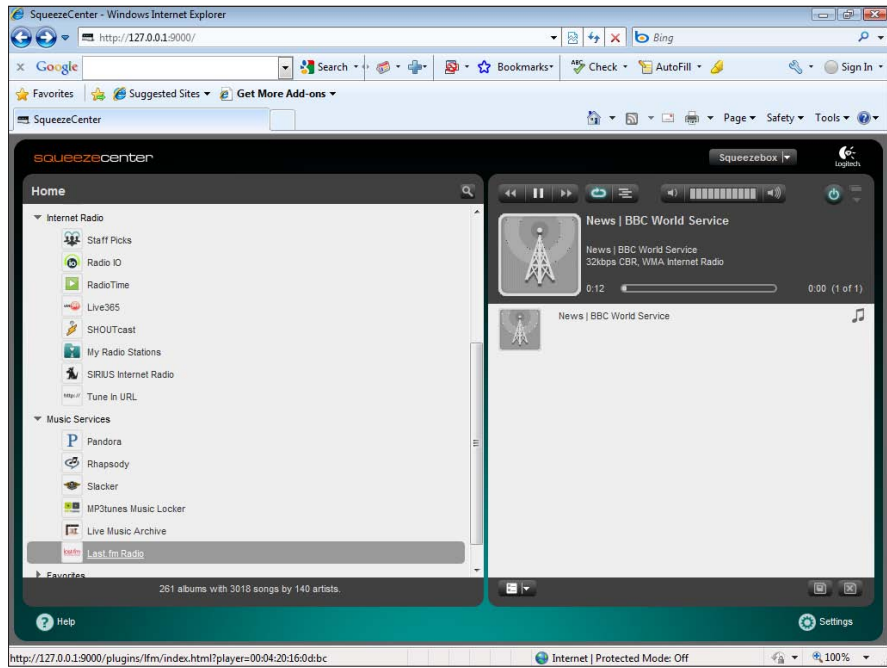 SqueezeCenter - Windows Internet Explorer
http://127.0.0.1:9000/
Bing
Google
Search
Bookmarks
ABC Check
AutoFill
Sign In
Favorites
Suggested Sites
Get More Add-ons
SqueezeCenter
Page
Safety
Tools
squeezecenter
Squeezebox
Logitech
Home
Internet Radio
Staff Picks
Radio IO
RadioTime
Live365
SHOUTcast
My Radio Stations
SIRIUS Internet Radio
http:// Tune In URL
Music Services
P Pandora
Rhapsody
Slacker
MP3tunes Music Locker
Live Music Archive
Last.fm Radio
Favorites
261 albums with 3018 songs by 140 artists.
News | BBC World Service
News | BBC World Service
32kbps CBR, WMA Internet Radio
0:12
0:00 (1 of 1)
News | BBC World Service
? Help
Settings
http://127.0.0.1:9000/plugins/lfm/index.html?player=00:04:20:16:0d:bc
Internet | Protected Mode: Off
100%